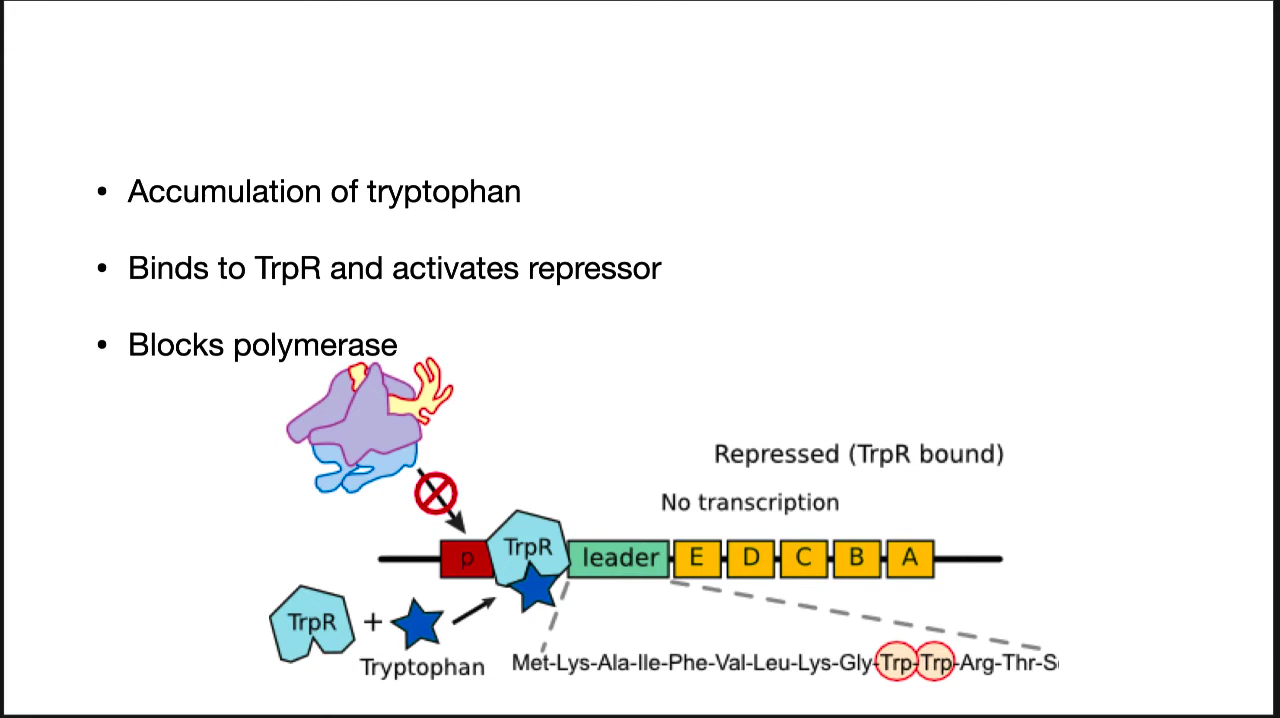 • Accumulation of tryptophan
• Binds to TrpR and activates repressor
• Blocks polymerase
Repressed (TrpR bound)
No transcription
p TrpR leader E D C B A
TrpR + Tryptophan
Met-Lys-Ala-Ile-Phe-Val-Leu-Lys-Gly-Trp-Trp-Arg-Thr-S